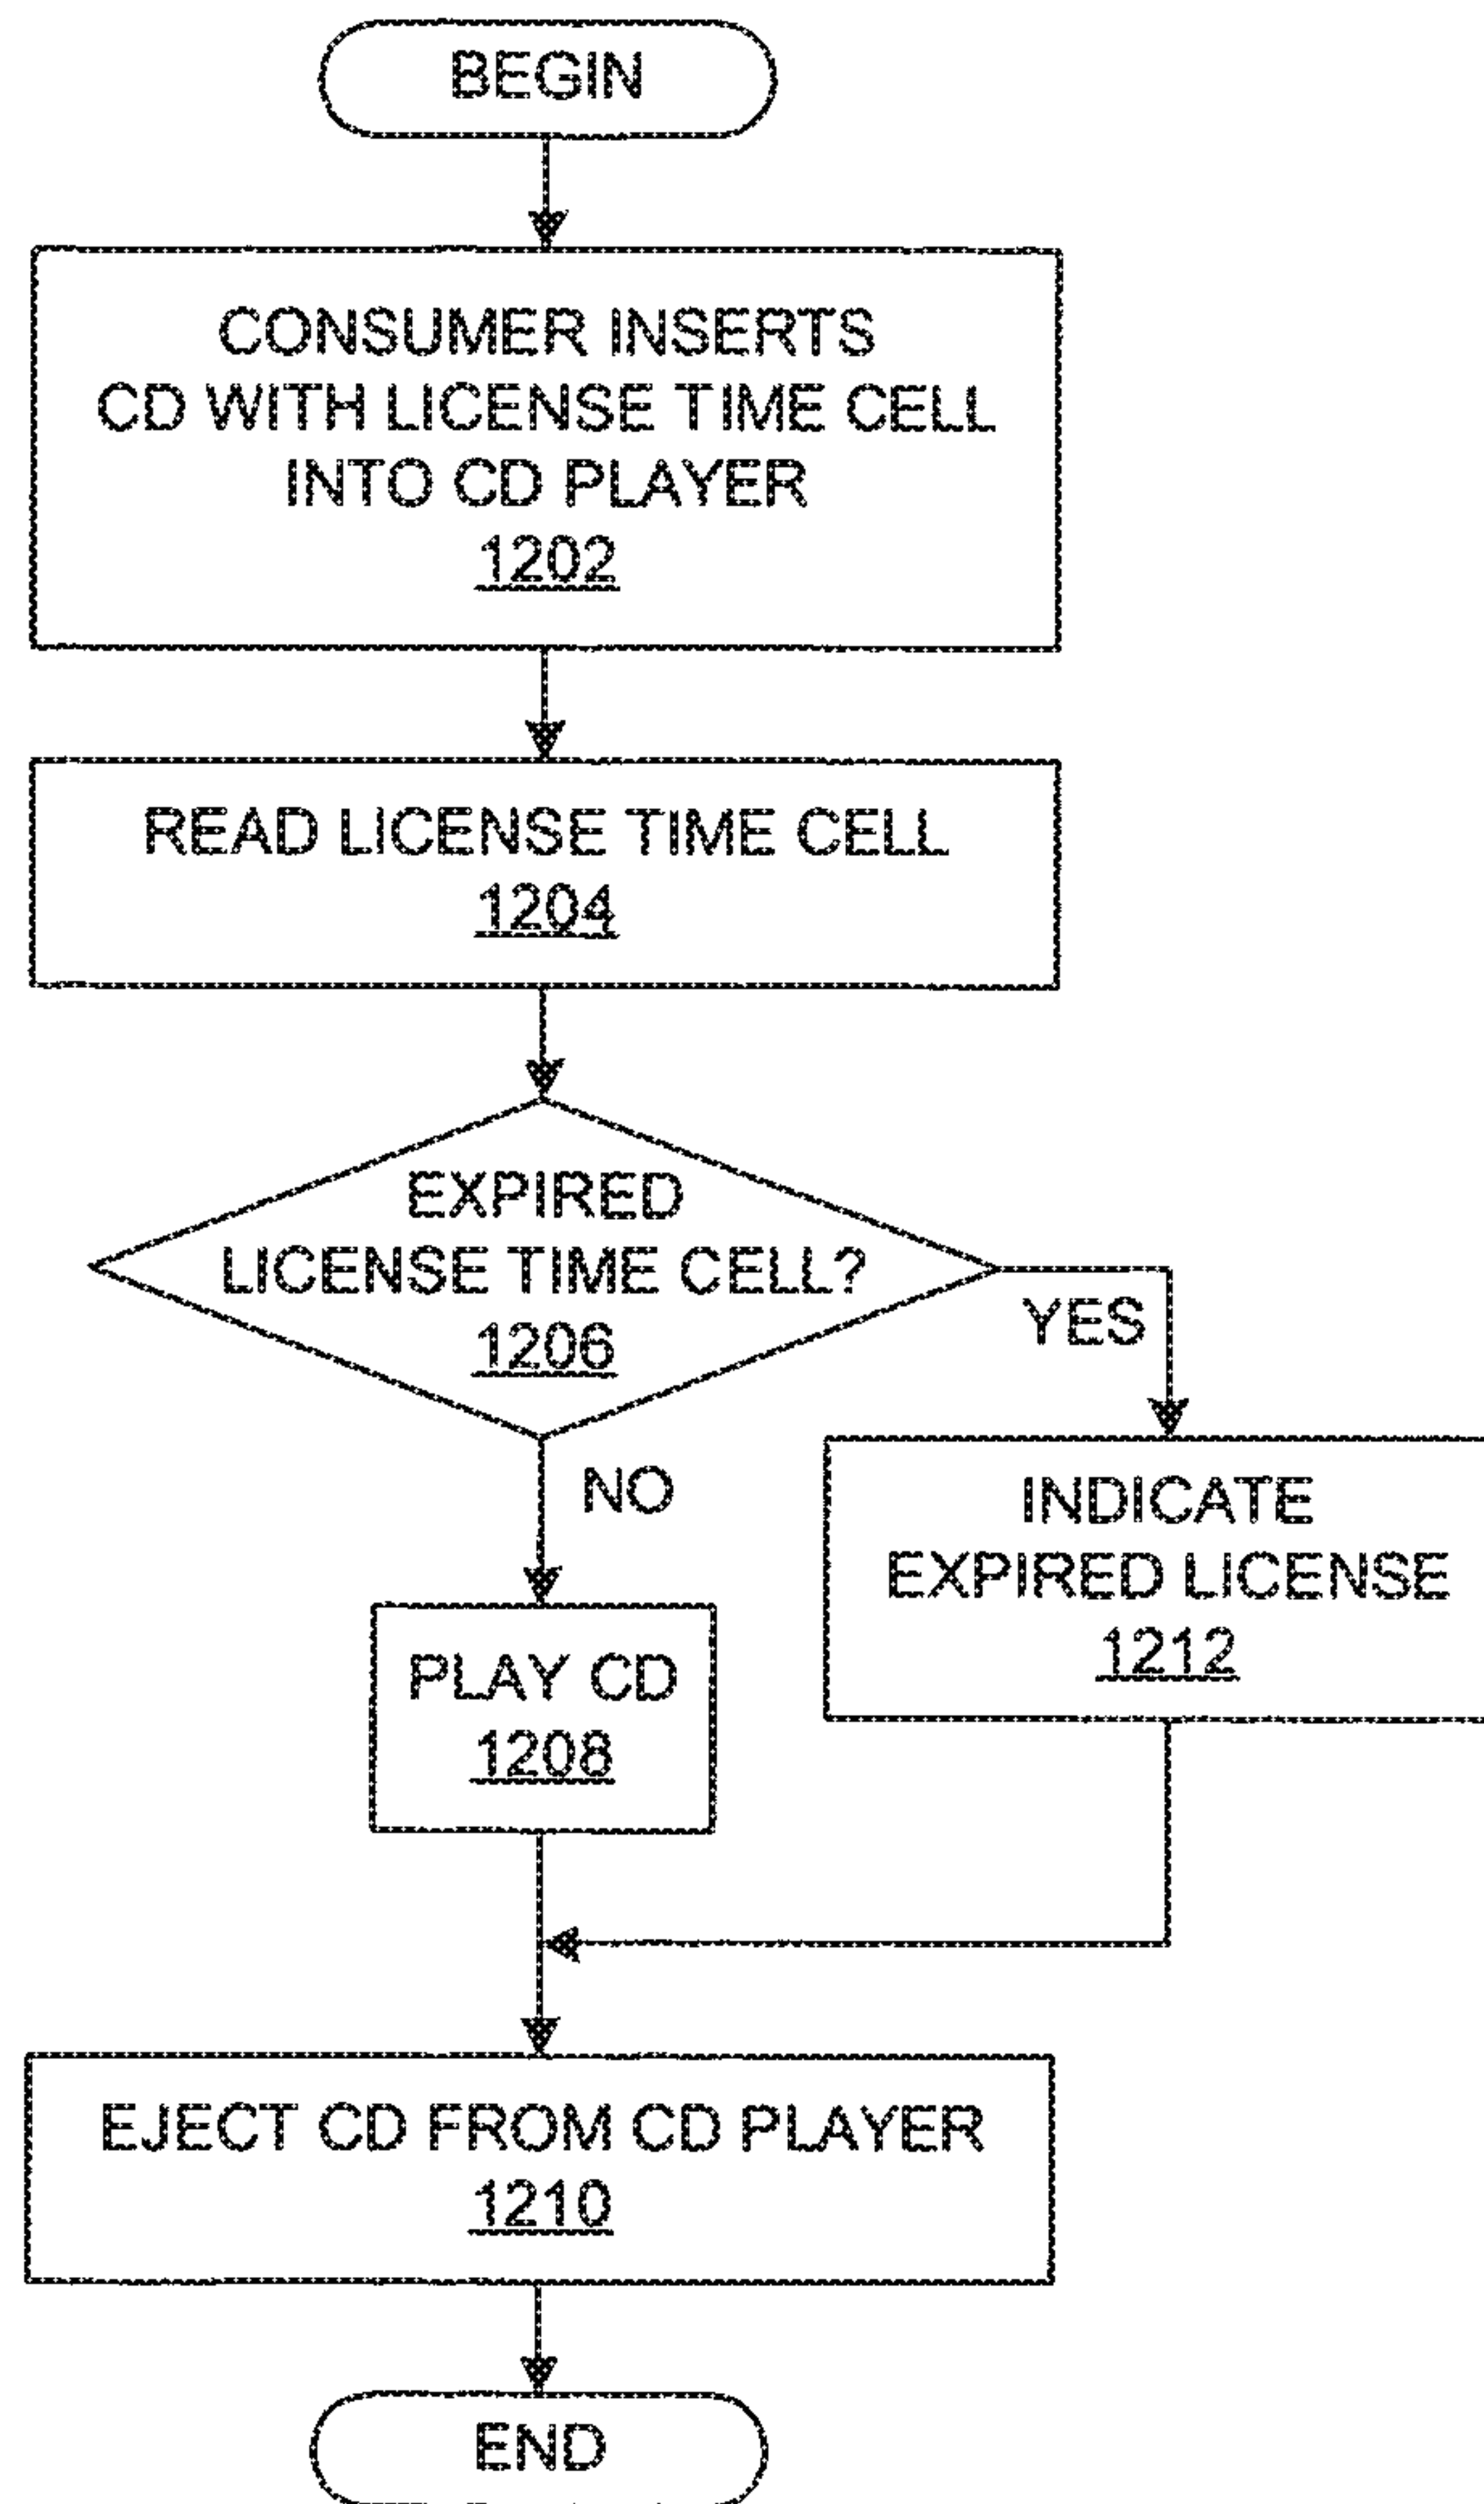 BEGIN
CONSUMER INSERTS
CD WITH LICENSE TIME CELL
INTO CD PLAYER
1202
READ LICENSE TIME CELL
1204
EXPIRED
LICENSE TIME CELL?
1206
YES
NO
INDICATE
EXPIRED LICENSE
1212
PLAY CD
1208
EJECT CD FROM CD PLAYER
1210
END